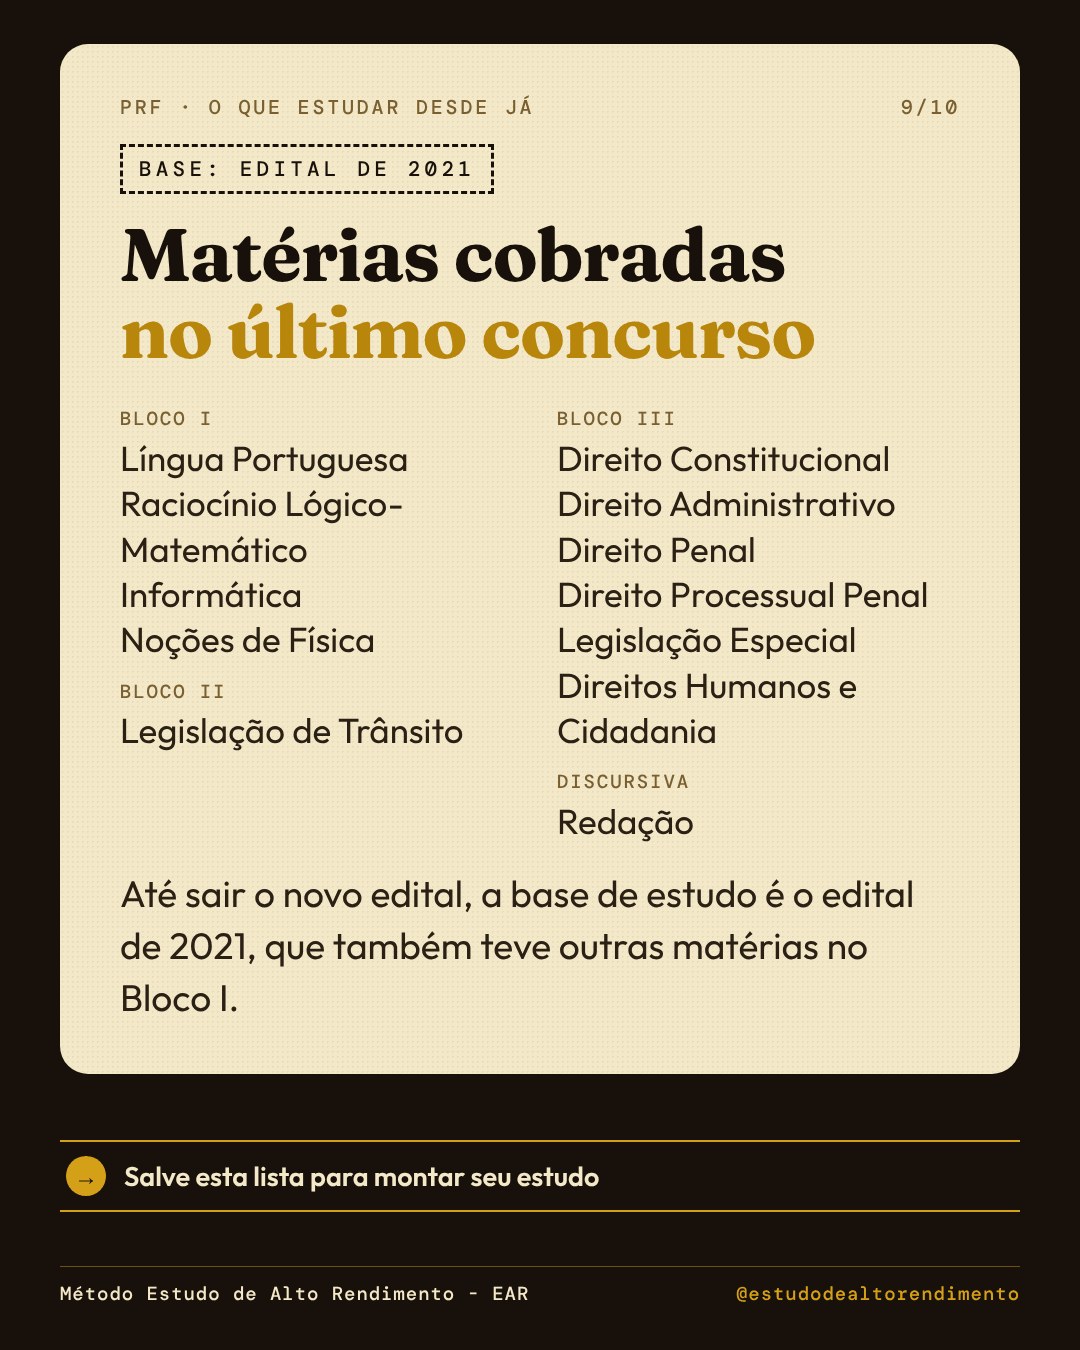 PRF · O QUE ESTUDAR DESDE JÁ
9/10
BASE: EDITAL DE 2021
Matérias cobradas
no último concurso
BLOCO I
Língua Portuguesa
Raciocínio Lógico-
Matemático
Informática
Noções de Física
BLOCO II
Legislação de Trânsito
BLOCO III
Direito Constitucional
Direito Administrativo
Direito Penal
Direito Processual Penal
Legislação Especial
Direitos Humanos e
Cidadania
DISCURSIVA
Redação
Até sair o novo edital, a base de estudo é o edital
de 2021, que também teve outras matérias no
Bloco I.
→ Salve esta lista para montar seu estudo
Método Estudo de Alto Rendimento - EAR
@estudodealtorendimento